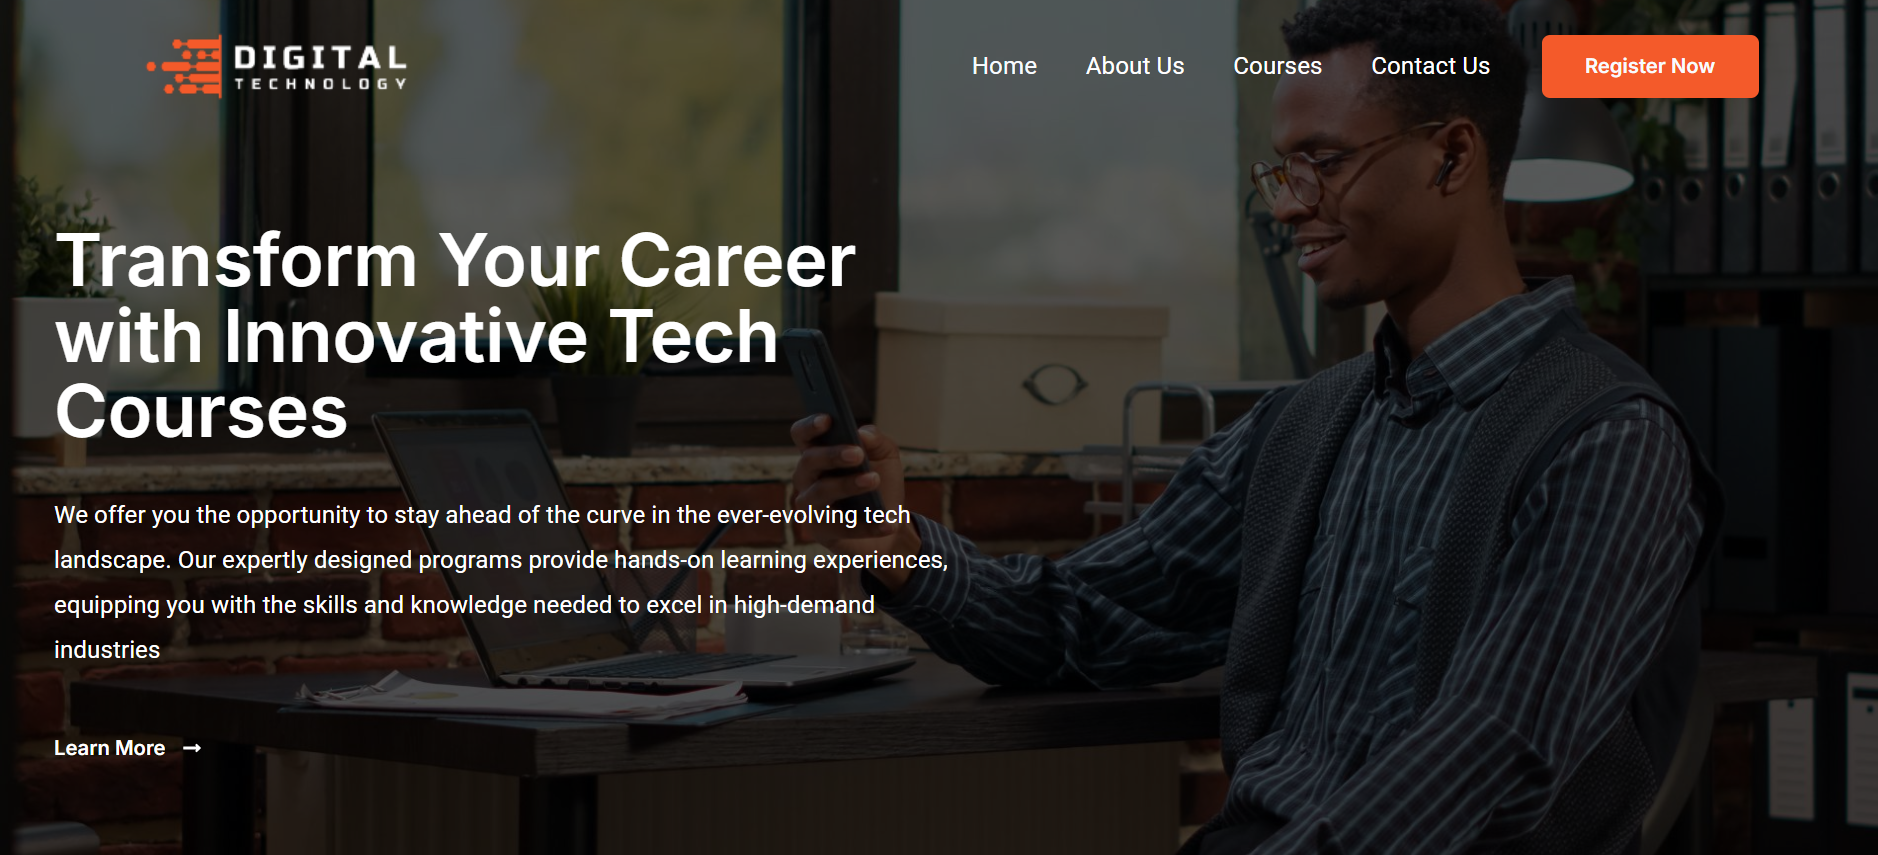 DIGITAL
TECHNOLOGY
Home
About Us
Courses
Contact Us
Register Now
Transform Your Career
with Innovative Tech
Courses
We offer you the opportunity to stay ahead of the curve in the ever-evolving tech
landscape. Our expertly designed programs provide hands-on learning experiences,
equipping you with the skills and knowledge needed to excel in high-demand
industries
Learn More →